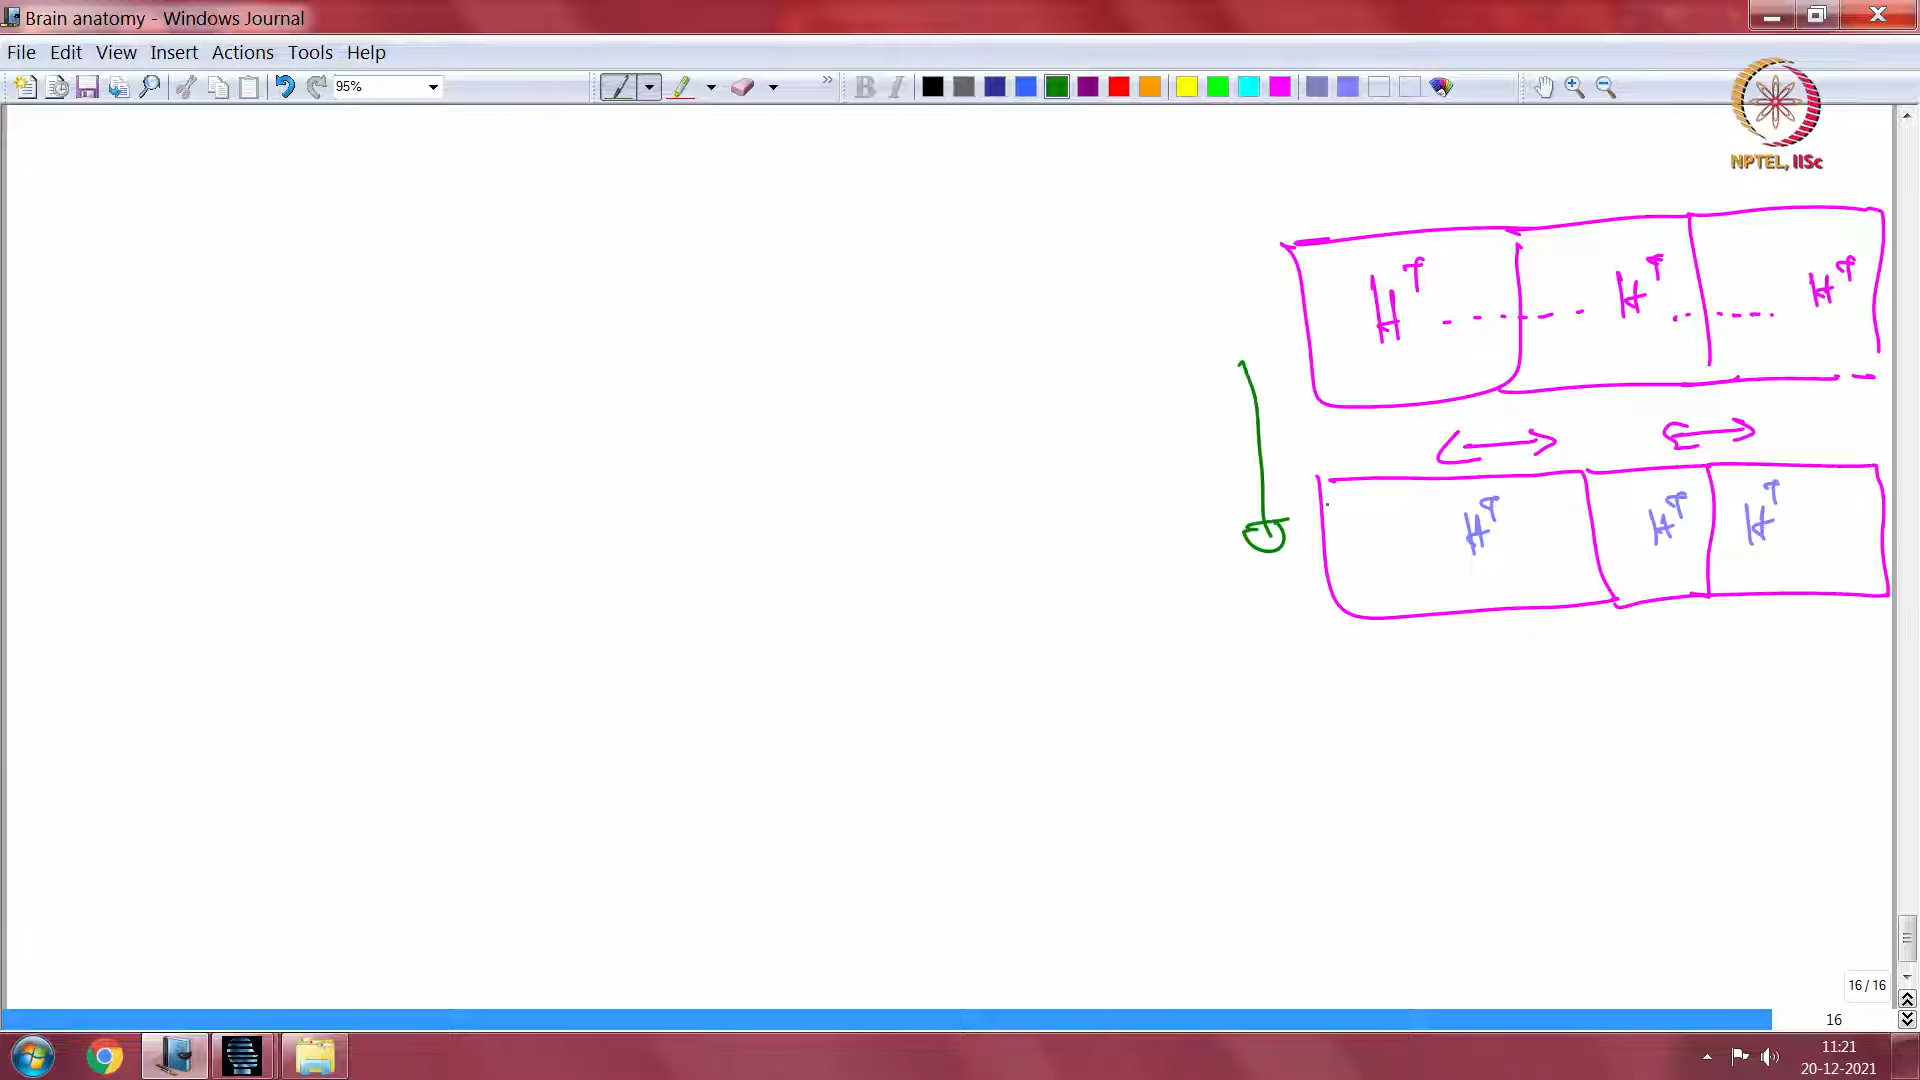 Brain anatomy - Windows Journal
File Edit View Insert Actions Tools Help
95%
B I
NPTEL, IISc
H^T ...... H^T ...... H^T
H^T H^T H^T
16 / 16
16
11:21
20-12-2021